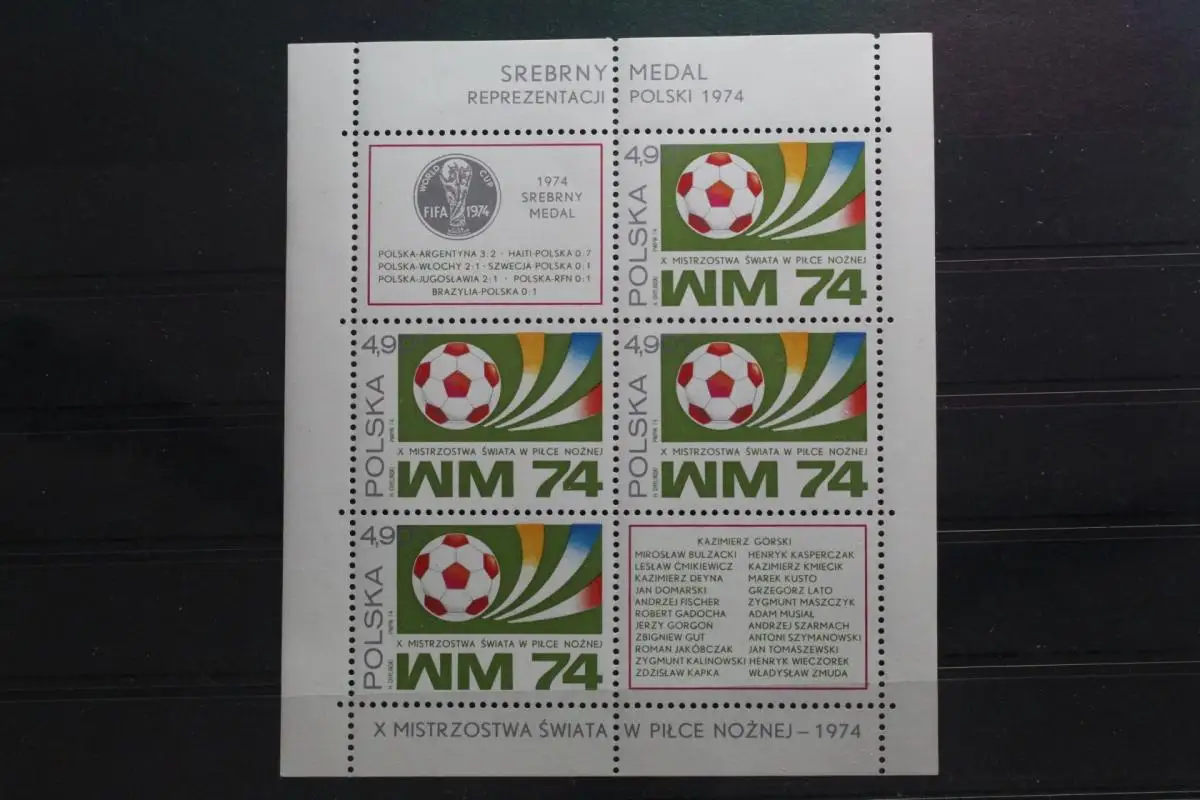 SREBRNY MEDAL
REPREZENTACJI POLSKI 1974
WORLD CUP
FIFA 1974
1974
SREBRNY
MEDAL
POLSKA-ARGENTYNA 3:2 · HAITI-POLSKA 0:7
POLSKA-WŁOCHY 2:1 · SZWECJA-POLSKA 0:1
POLSKA-JUGOSŁAWIA 2:1 · POLSKA-RFN 0:1
BRAZYLIA-POLSKA 0:1
4,9
POLSKA
X MISTRZOSTWA ŚWIATA W PIŁCE NOŻNEJ
WM 74
4,90
POLSKA
X MISTRZOSTWA ŚWIATA W PIŁCE NOŻNEJ
WM 74
4,9
POLSKA
X MISTRZOSTWA ŚWIATA W PIŁCE NOŻNEJ
WM 74
4,90
POLSKA
X MISTRZOSTWA ŚWIATA W PIŁCE NOŻNEJ
WM 74
KAZIMIERZ GÓRSKI
MIROSŁAW BULZACKI HENRYK KASPERCZAK
LESŁAW ĆMIKIEWICZ KAZIMIERZ KMIECIK
KAZIMIERZ DEYNA MAREK KUSTO
JAN DOMARSKI GRZEGORZ LATO
ANDRZEJ FISCHER ZYGMUNT MASZCZYK
ROBERT GADOCHA ADAM MUSIAŁ
JERZY GORGOŃ ANDRZEJ SZARMACH
ZBIGNIEW GUT ANTONI SZYMANOWSKI
ROMAN JAKÓBCZAK JAN TOMASZEWSKI
ZYGMUNT KALINOWSKI HENRYK WIECZOREK
ZDZISŁAW KAPKA WŁADYSŁAW ŻMUDA
X MISTRZOSTWA ŚWIATA W PIŁCE NOŻNEJ – 1974